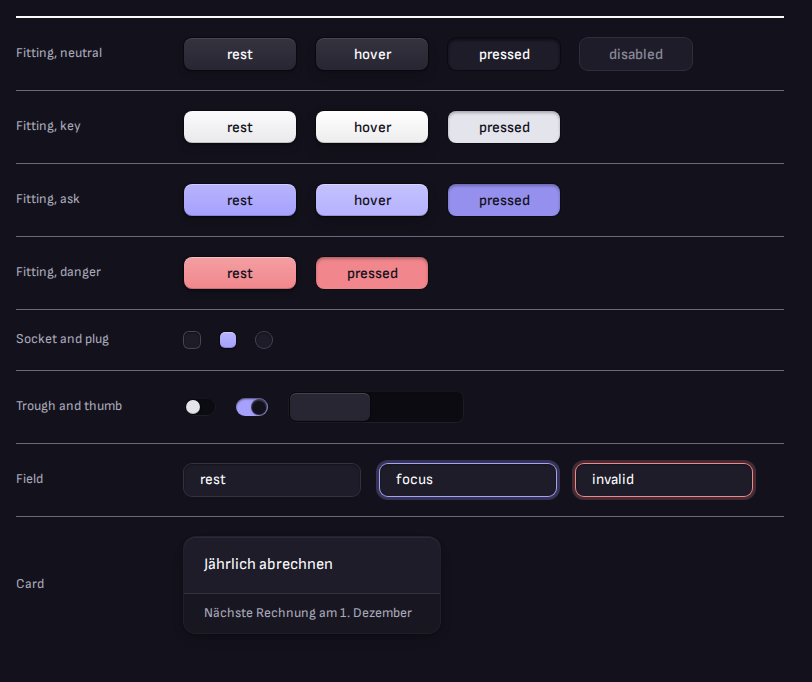 Fitting, neutral rest hover pressed disabled
Fitting, key rest hover pressed
Fitting, ask rest hover pressed
Fitting, danger rest pressed
Socket and plug
Trough and thumb
Field rest focus invalid
Card
Jährlich abrechnen
Nächste Rechnung am 1. Dezember